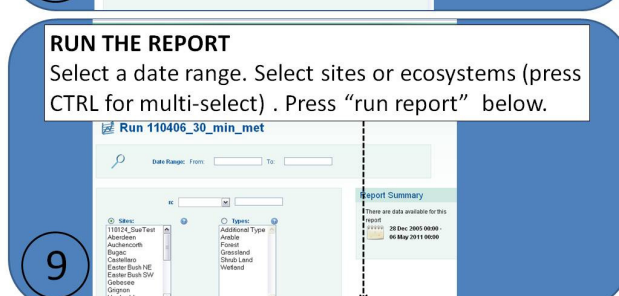 RUN THE REPORT
Select a date range. Select sites or ecosystems (press
CTRL for multi-select) . Press “run report” below.
Run 110406_30_min_met
Date Range: From: To:
Report Summary
There are data available for this
report
28 Dec 2005 00:00 -
06 May 2011 00:00
Sites:
110124_SueTest
Aberdeen
Auchencorth
Bugac
Castellaro
Easter Bush NE
Easter Bush SW
Gebesee
Grignon
Types:
Additional Type
Arable
Forest
Grassland
Shrub Land
Wetland
9